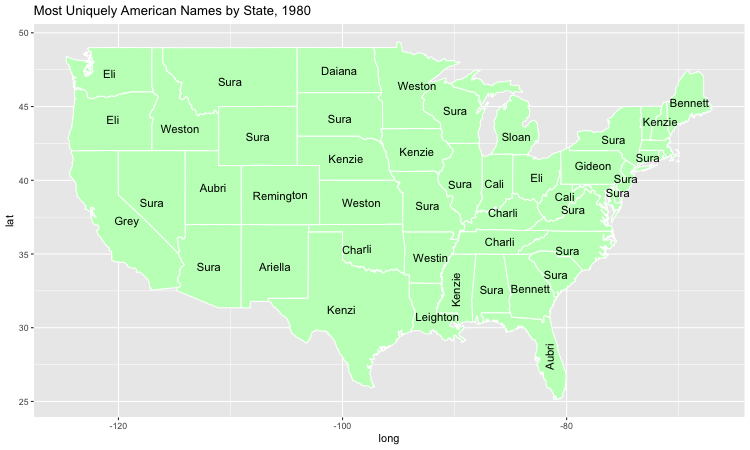 Most Uniquely American Names by State, 1980
50
45
40
35
30
25
lat
Eli
Sura
Daiana
Weston
Bennett
Eli
Weston
Sura
Sura
Sura
Sloan
Kenzie
Sura
Kenzie
Kenzie
Sura
Gideon
Sura
Sura
Aubri
Remington
Weston
Sura
Sura
Cali
Eli
Cali
Sura
Sura
Grey
Charli
Charli
Sura
Ariella
Charli
Westin
Sura
Sura
Kenzi
Leighton
Kenzie
Sura
Bennett
Aubri
-120
-100
-80
long